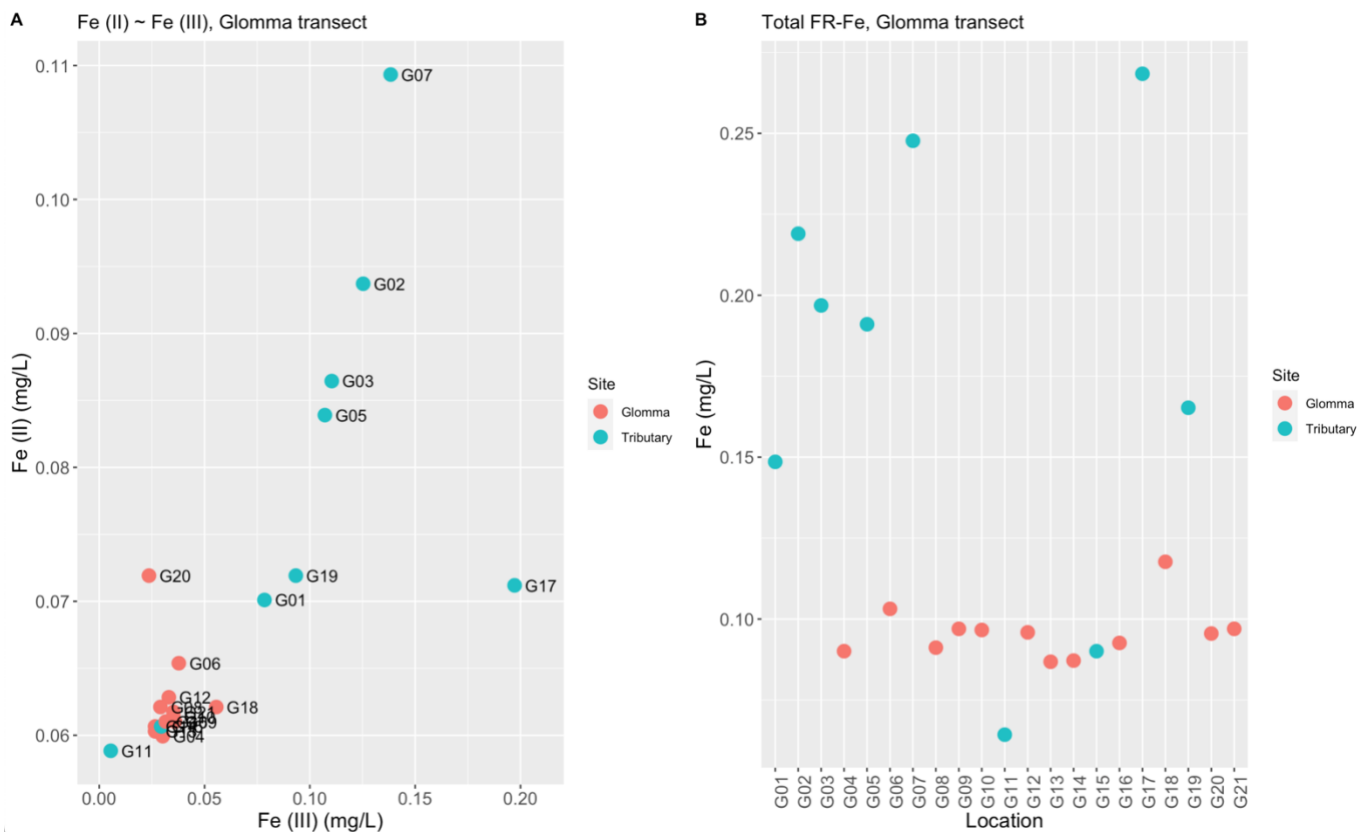 A
Fe (II) ~ Fe (III), Glomma transect
0.11
0.10
0.09
0.08
0.07
0.06
Fe (II) (mg/L)
G07
G02
G03
G05
G20
G19
G01
G17
G06
G12
G18
G04
G11
0.00
0.05
0.10
0.15
0.20
Fe (III) (mg/L)
Site
Glomma
Tributary
B
Total FR-Fe, Glomma transect
0.25
0.20
0.15
0.10
Fe (mg/L)
G01
G02
G03
G04
G05
G06
G07
G08
G09
G10
G11
G12
G13
G14
G15
G16
G17
G18
G19
G20
G21
Location
Site
Glomma
Tributary